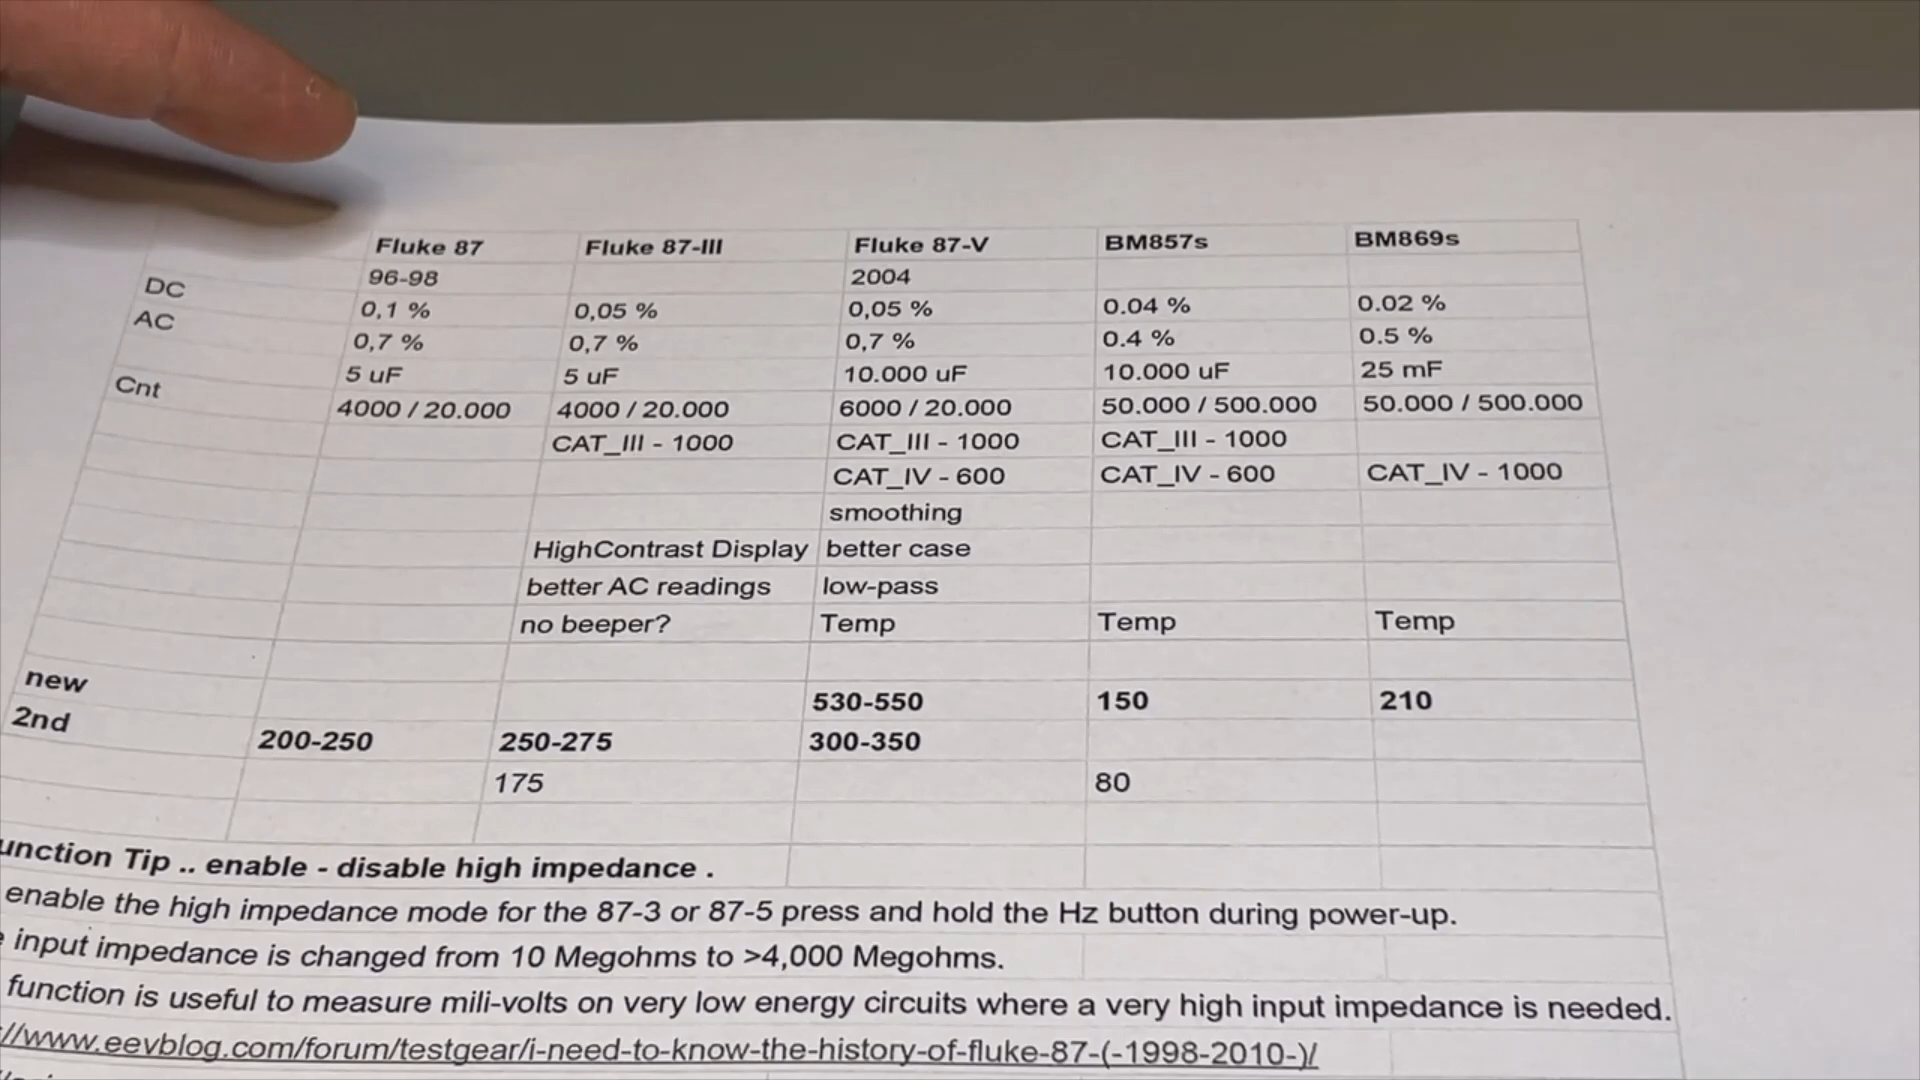 Fluke 87 Fluke 87-III Fluke 87-V BM857s BM869s
96-98 2004
DC 0,1 % 0,05 % 0,05 % 0.04 % 0.02 %
AC 0,7 % 0,7 % 0,7 % 0.4 % 0.5 %
5 uF 5 uF 10.000 uF 10.000 uF 25 mF
Cnt 4000 / 20.000 4000 / 20.000 6000 / 20.000 50.000 / 500.000 50.000 / 500.000
CAT_III - 1000 CAT_III - 1000 CAT_III - 1000
CAT_IV - 600 CAT_IV - 600 CAT_IV - 1000
smoothing
HighContrast Display better case
better AC readings low-pass
no beeper? Temp Temp Temp
new 530-550 150 210
2nd 200-250 250-275 300-350
175 80
unction Tip .. enable - disable high impedance .
enable the high impedance mode for the 87-3 or 87-5 press and hold the Hz button during power-up.
input impedance is changed from 10 Megohms to >4,000 Megohms.
function is useful to measure mili-volts on very low energy circuits where a very high input impedance is needed.
://www.eevblog.com/forum/testgear/i-need-to-know-the-history-of-fluke-87-(-1998-2010-)/